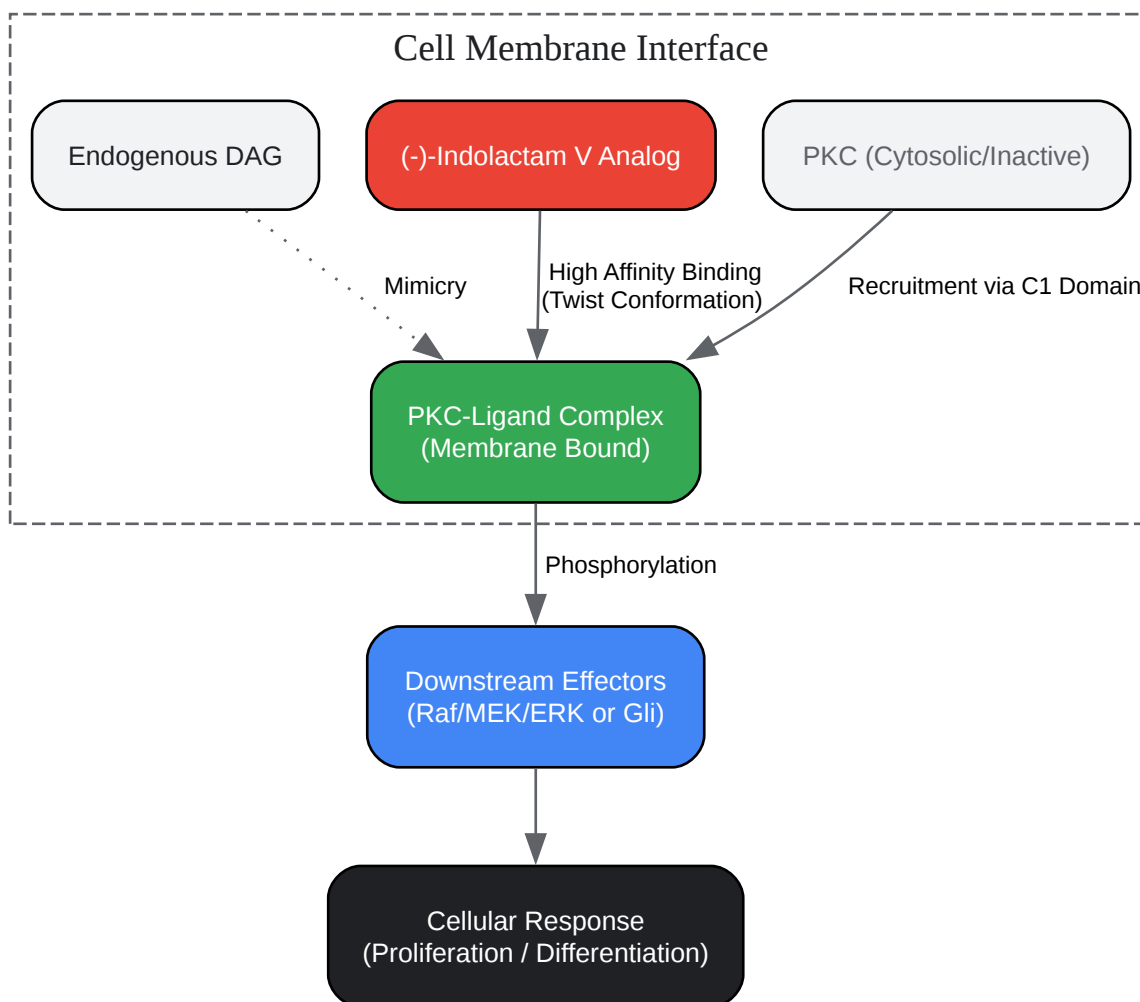 Cell Membrane Interface
Endogenous DAG
(-)-Indolactam V Analog
PKC (Cytosolic/Inactive)
Mimicry
High Affinity Binding
(Twist Conformation)
Recruitment via C1 Domain
PKC-Ligand Complex
(Membrane Bound)
Phosphorylation
Downstream Effectors
(Raf/MEK/ERK or Gli)
Cellular Response
(Proliferation / Differentiation)